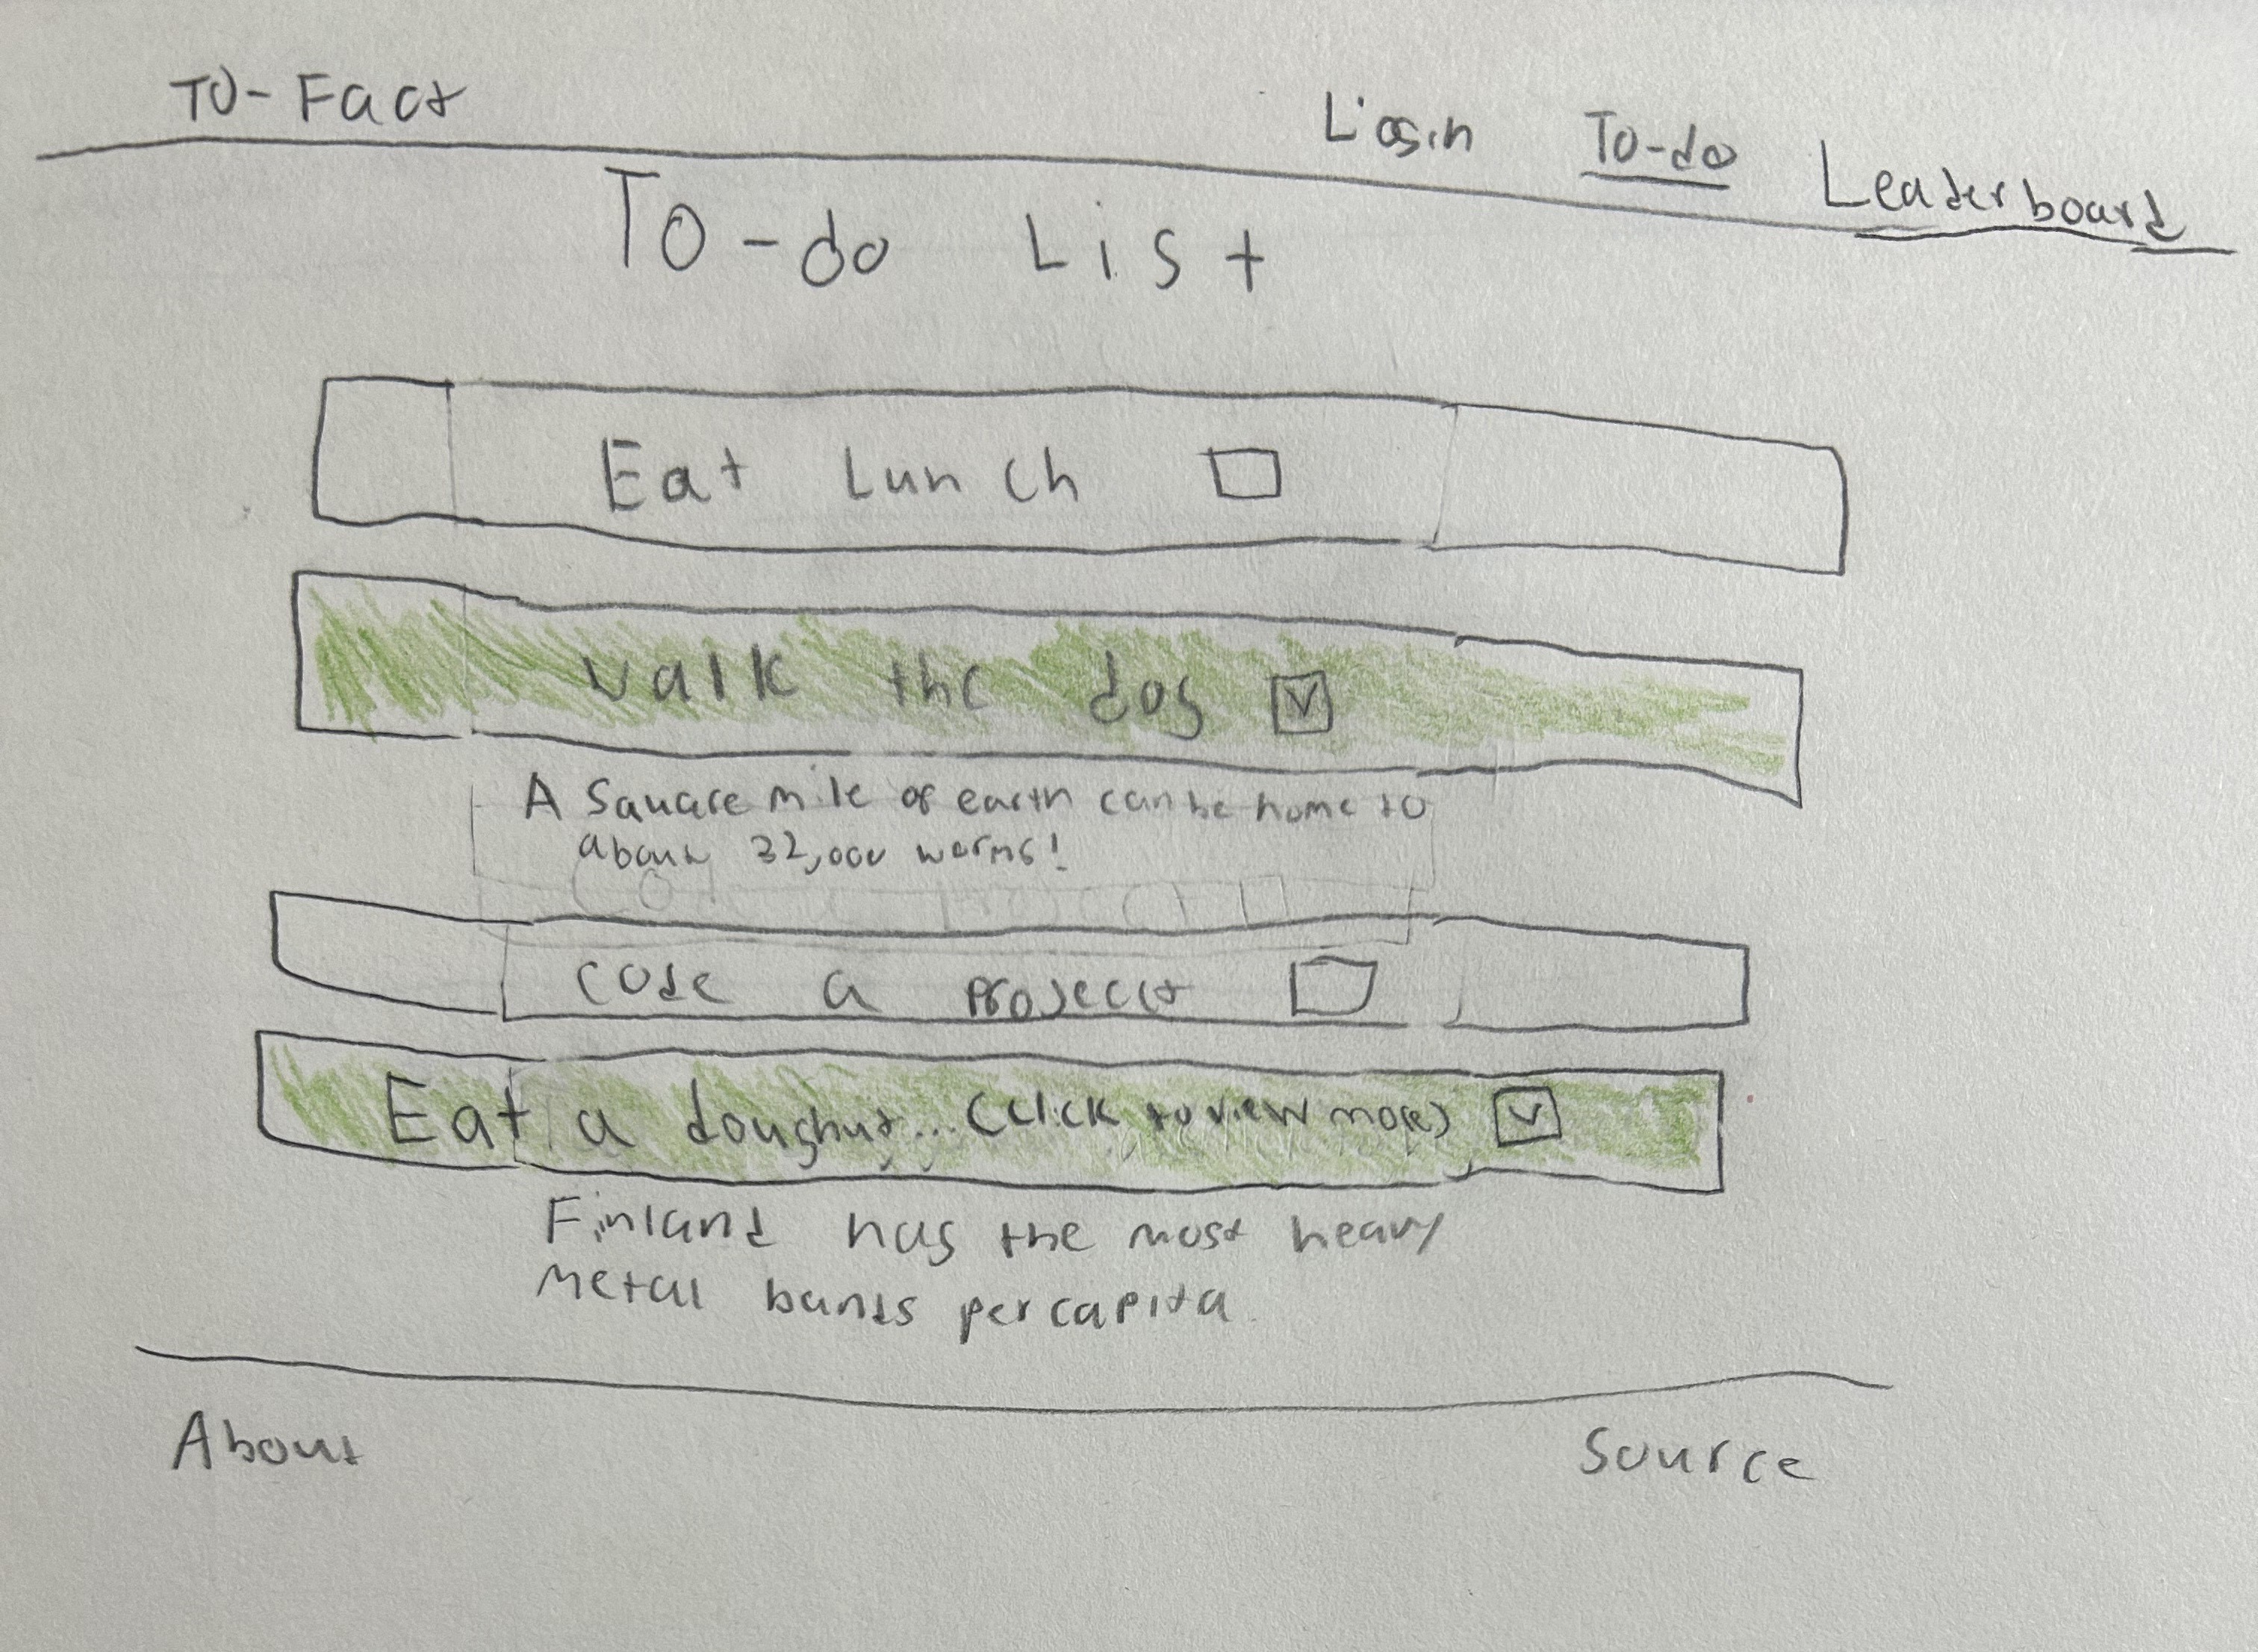 TO-Fact
Login To-do Leaderboard
TO-do List
Eat Lunch
walk the dog
A Square mile of earth can be home to
about 32,000 worms!
code a project
Eat a doughnut... (click to view more)
Finland has the most heavy
metal bands per capita
About Source